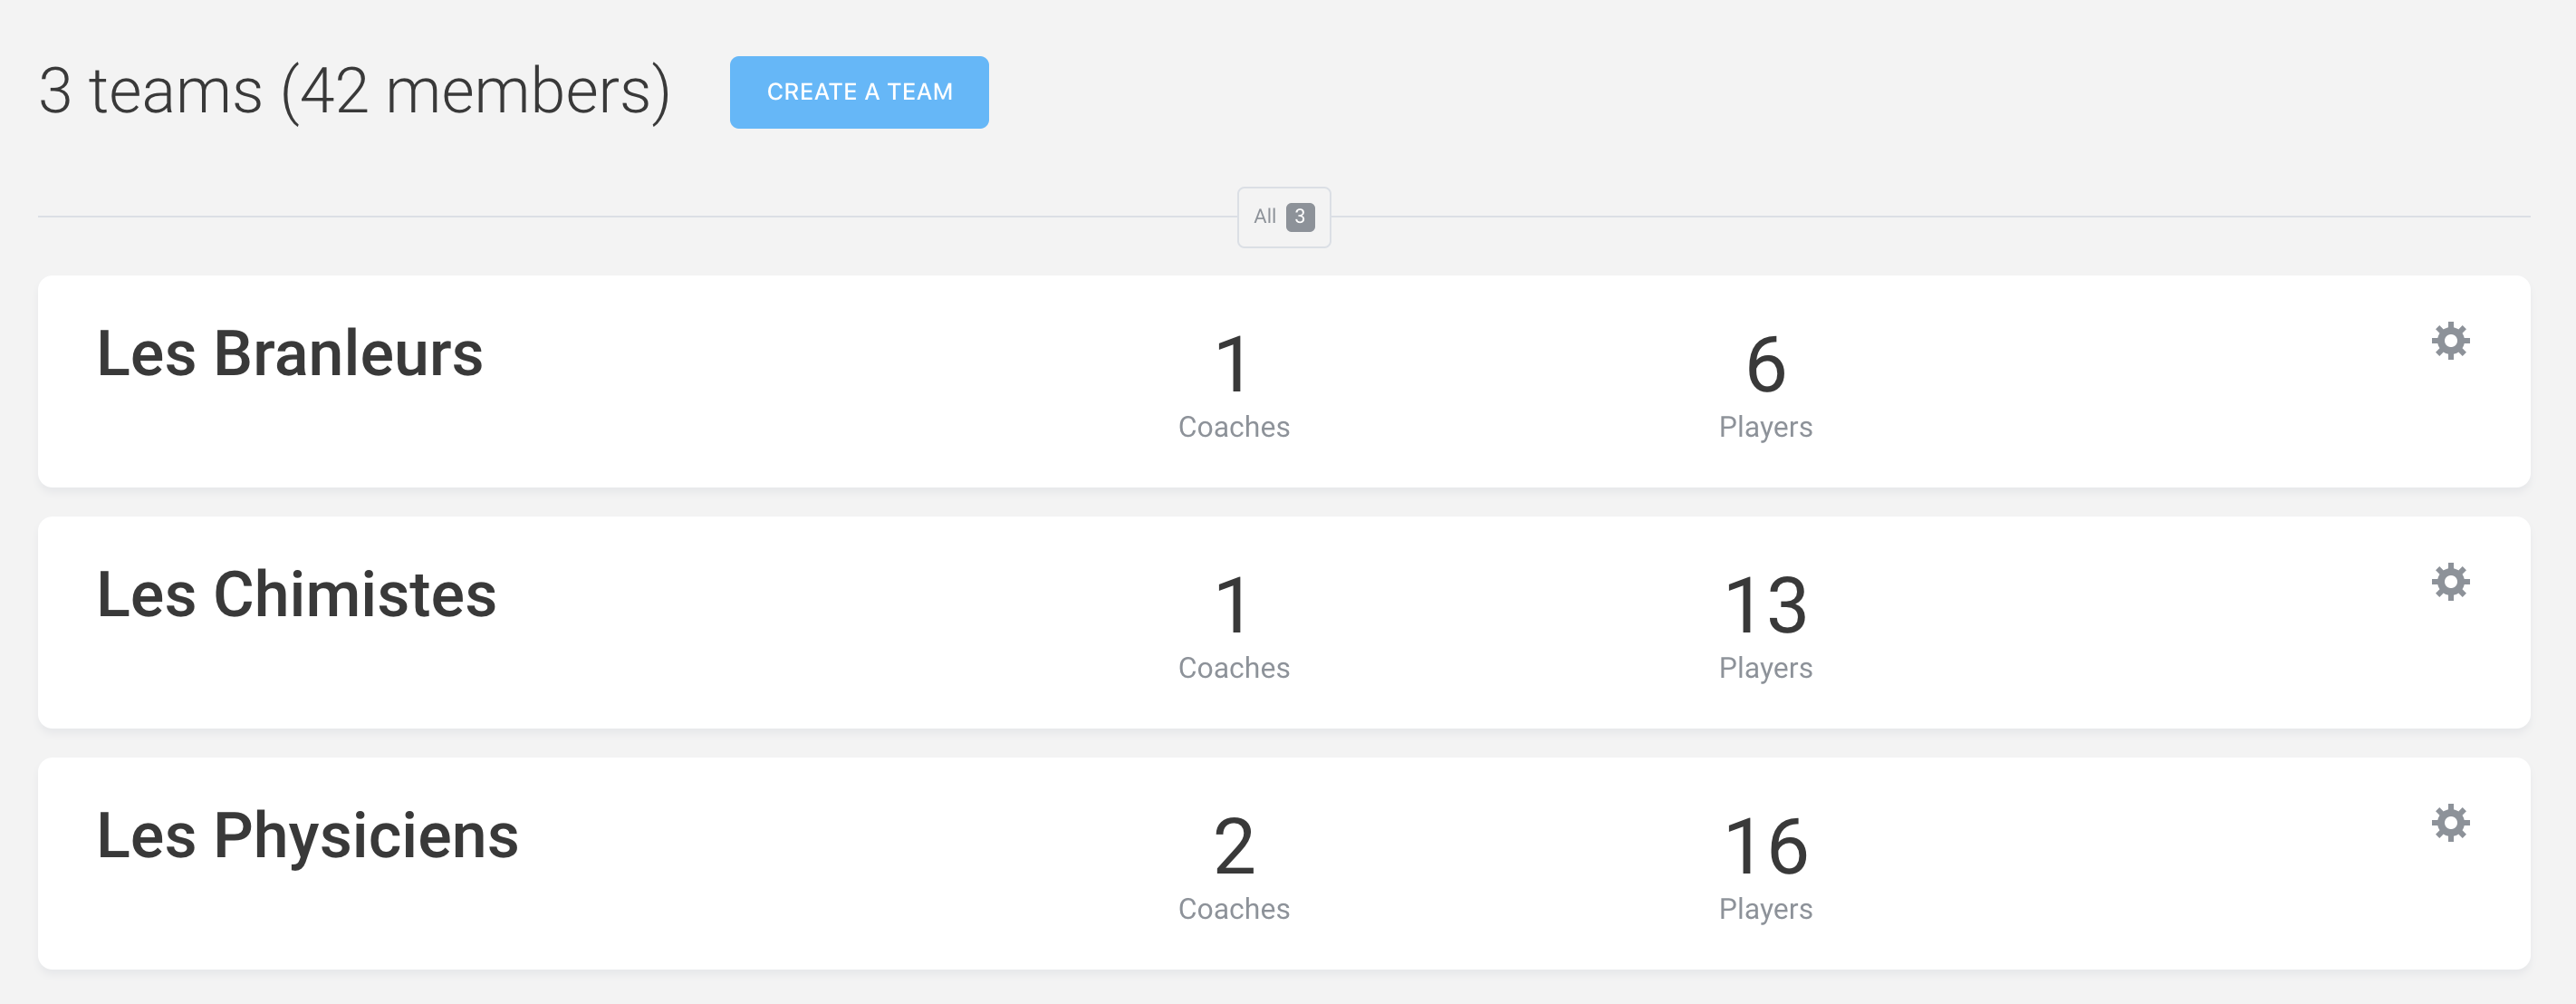 3 teams (42 members) CREATE A TEAM
All 3
Les Branleurs
1
Coaches
6
Players
Les Chimistes
1
Coaches
13
Players
Les Physiciens
2
Coaches
16
Players